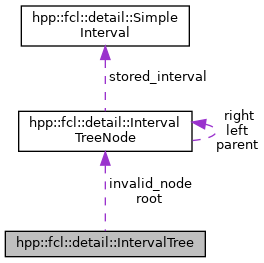 hpp::fcl::detail::Simple
Interval
stored_interval
hpp::fcl::detail::Interval
TreeNode
right
left
parent
invalid_node
root
hpp::fcl::detail::IntervalTree